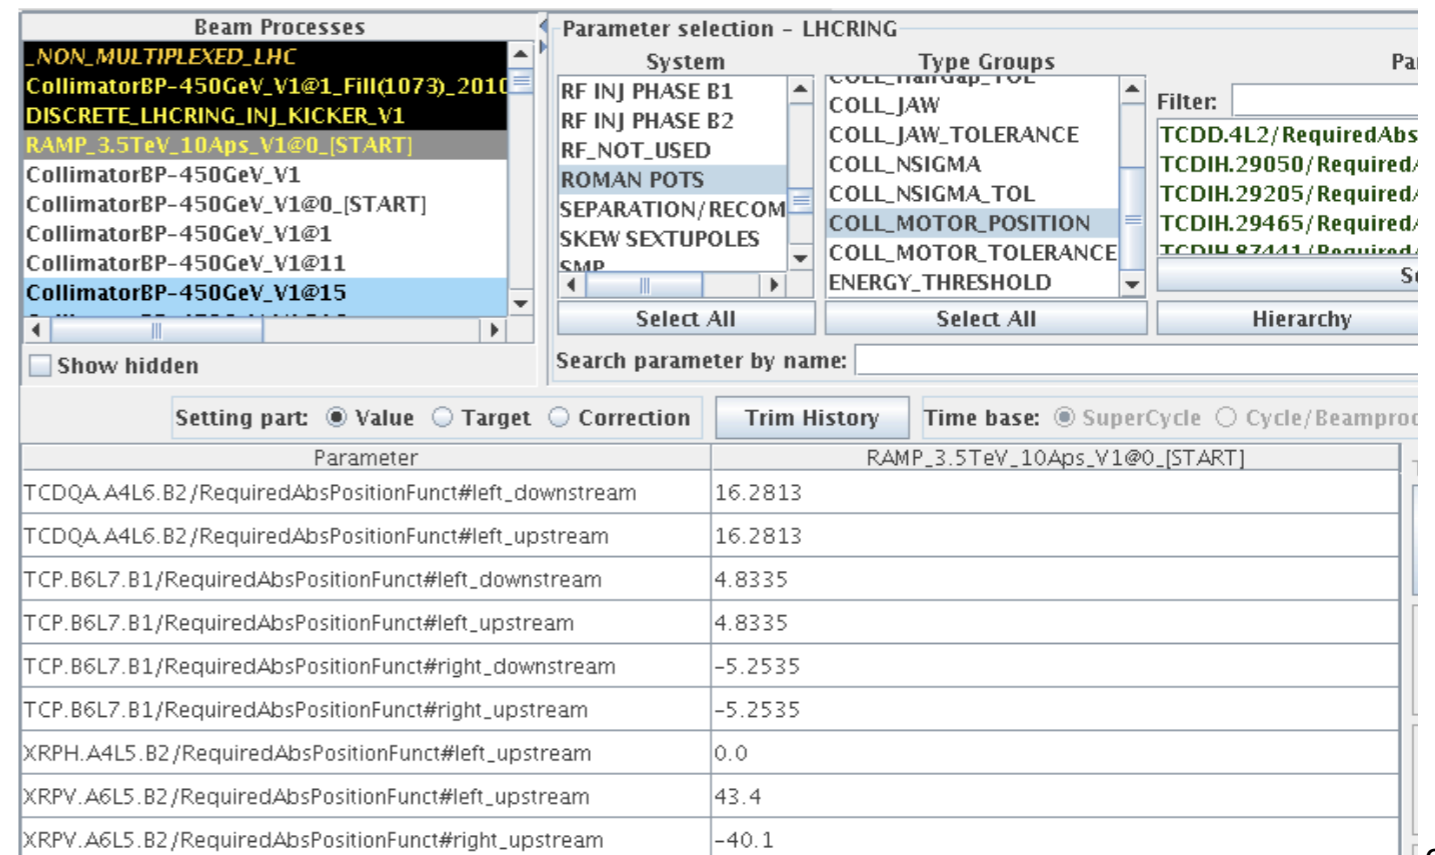 Beam Processes
_NON_MULTIPLEXED_LHC
CollimatorBP-450GeV_V1@1_Fill(1073)_2010
DISCRETE_LHCRING_INJ_KICKER_V1
RAMP_3.5TeV_10Aps_V1@0_[START]
CollimatorBP-450GeV_V1
CollimatorBP-450GeV_V1@0_[START]
CollimatorBP-450GeV_V1@1
CollimatorBP-450GeV_V1@11
CollimatorBP-450GeV_V1@15
Show hidden
Parameter selection - LHCRING
System
RF INJ PHASE B1
RF INJ PHASE B2
RF_NOT_USED
ROMAN POTS
SEPARATION/RECOM
SKEW SEXTUPOLES
SMP
Select All
Type Groups
COLL_HalfGap_TOL
COLL_JAW
COLL_JAW_TOLERANCE
COLL_NSIGMA
COLL_NSIGMA_TOL
COLL_MOTOR_POSITION
COLL_MOTOR_TOLERANCE
ENERGY_THRESHOLD
Select All
Pa
Filter:
TCDD.4L2/RequiredAbs
TCDIH.29050/Required
TCDIH.29205/Required
TCDIH.29465/Required
TCDIH.87441/Required
Se
Hierarchy
Search parameter by name:
Setting part: Value Target Correction Trim History Time base: SuperCycle Cycle/Beamproc
Parameter RAMP_3.5TeV_10Aps_V1@0_[START]
TCDQA.A4L6.B2/RequiredAbsPositionFunct#left_downstream 16.2813
TCDQA.A4L6.B2/RequiredAbsPositionFunct#left_upstream 16.2813
TCP.B6L7.B1/RequiredAbsPositionFunct#left_downstream 4.8335
TCP.B6L7.B1/RequiredAbsPositionFunct#left_upstream 4.8335
TCP.B6L7.B1/RequiredAbsPositionFunct#right_downstream -5.2535
TCP.B6L7.B1/RequiredAbsPositionFunct#right_upstream -5.2535
XRPH.A4L5.B2/RequiredAbsPositionFunct#left_upstream 0.0
XRPV.A6L5.B2/RequiredAbsPositionFunct#left_upstream 43.4
XRPV.A6L5.B2/RequiredAbsPositionFunct#right_upstream -40.1